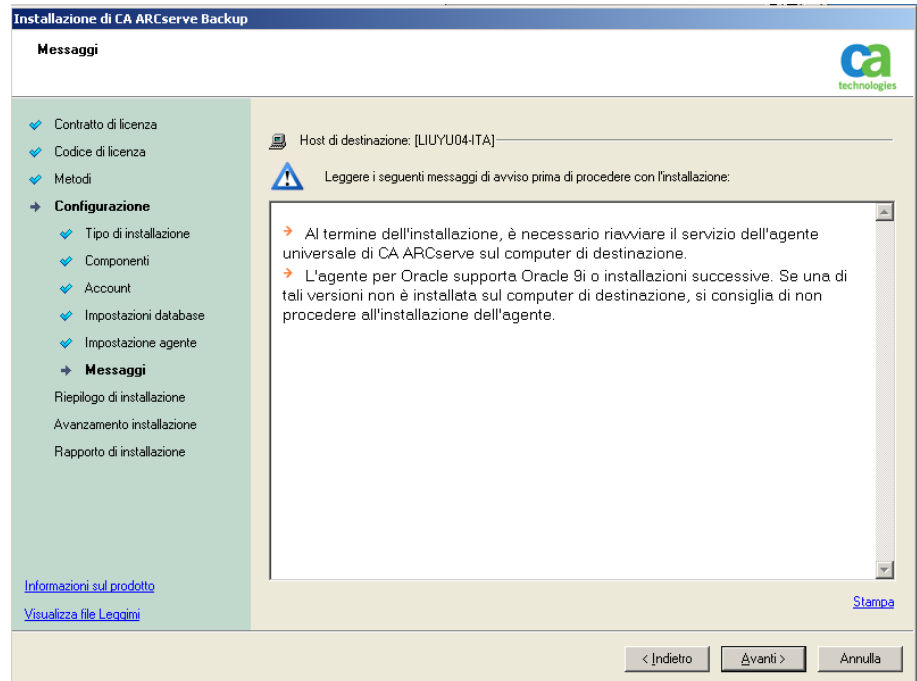 Installazione di CA ARCserve Backup
Messaggi
ca
technologies
Contratto di licenza
Codice di licenza
Metodi
Configurazione
Tipo di installazione
Componenti
Account
Impostazioni database
Impostazione agente
Messaggi
Riepilogo di installazione
Avanzamento installazione
Rapporto di installazione
Informazioni sul prodotto
Visualizza file Leggimi
Host di destinazione: [LIUYU04-ITA]
Leggere i seguenti messaggi di avviso prima di procedere con l'installazione:
Al termine dell'installazione, è necessario riavviare il servizio dell'agente
universale di CA ARCserve sul computer di destinazione.
L'agente per Oracle supporta Oracle 9i o installazioni successive. Se una di
tali versioni non è installata sul computer di destinazione, si consiglia di non
procedere all'installazione dell'agente.
Stampa
< Indietro
Avanti >
Annulla